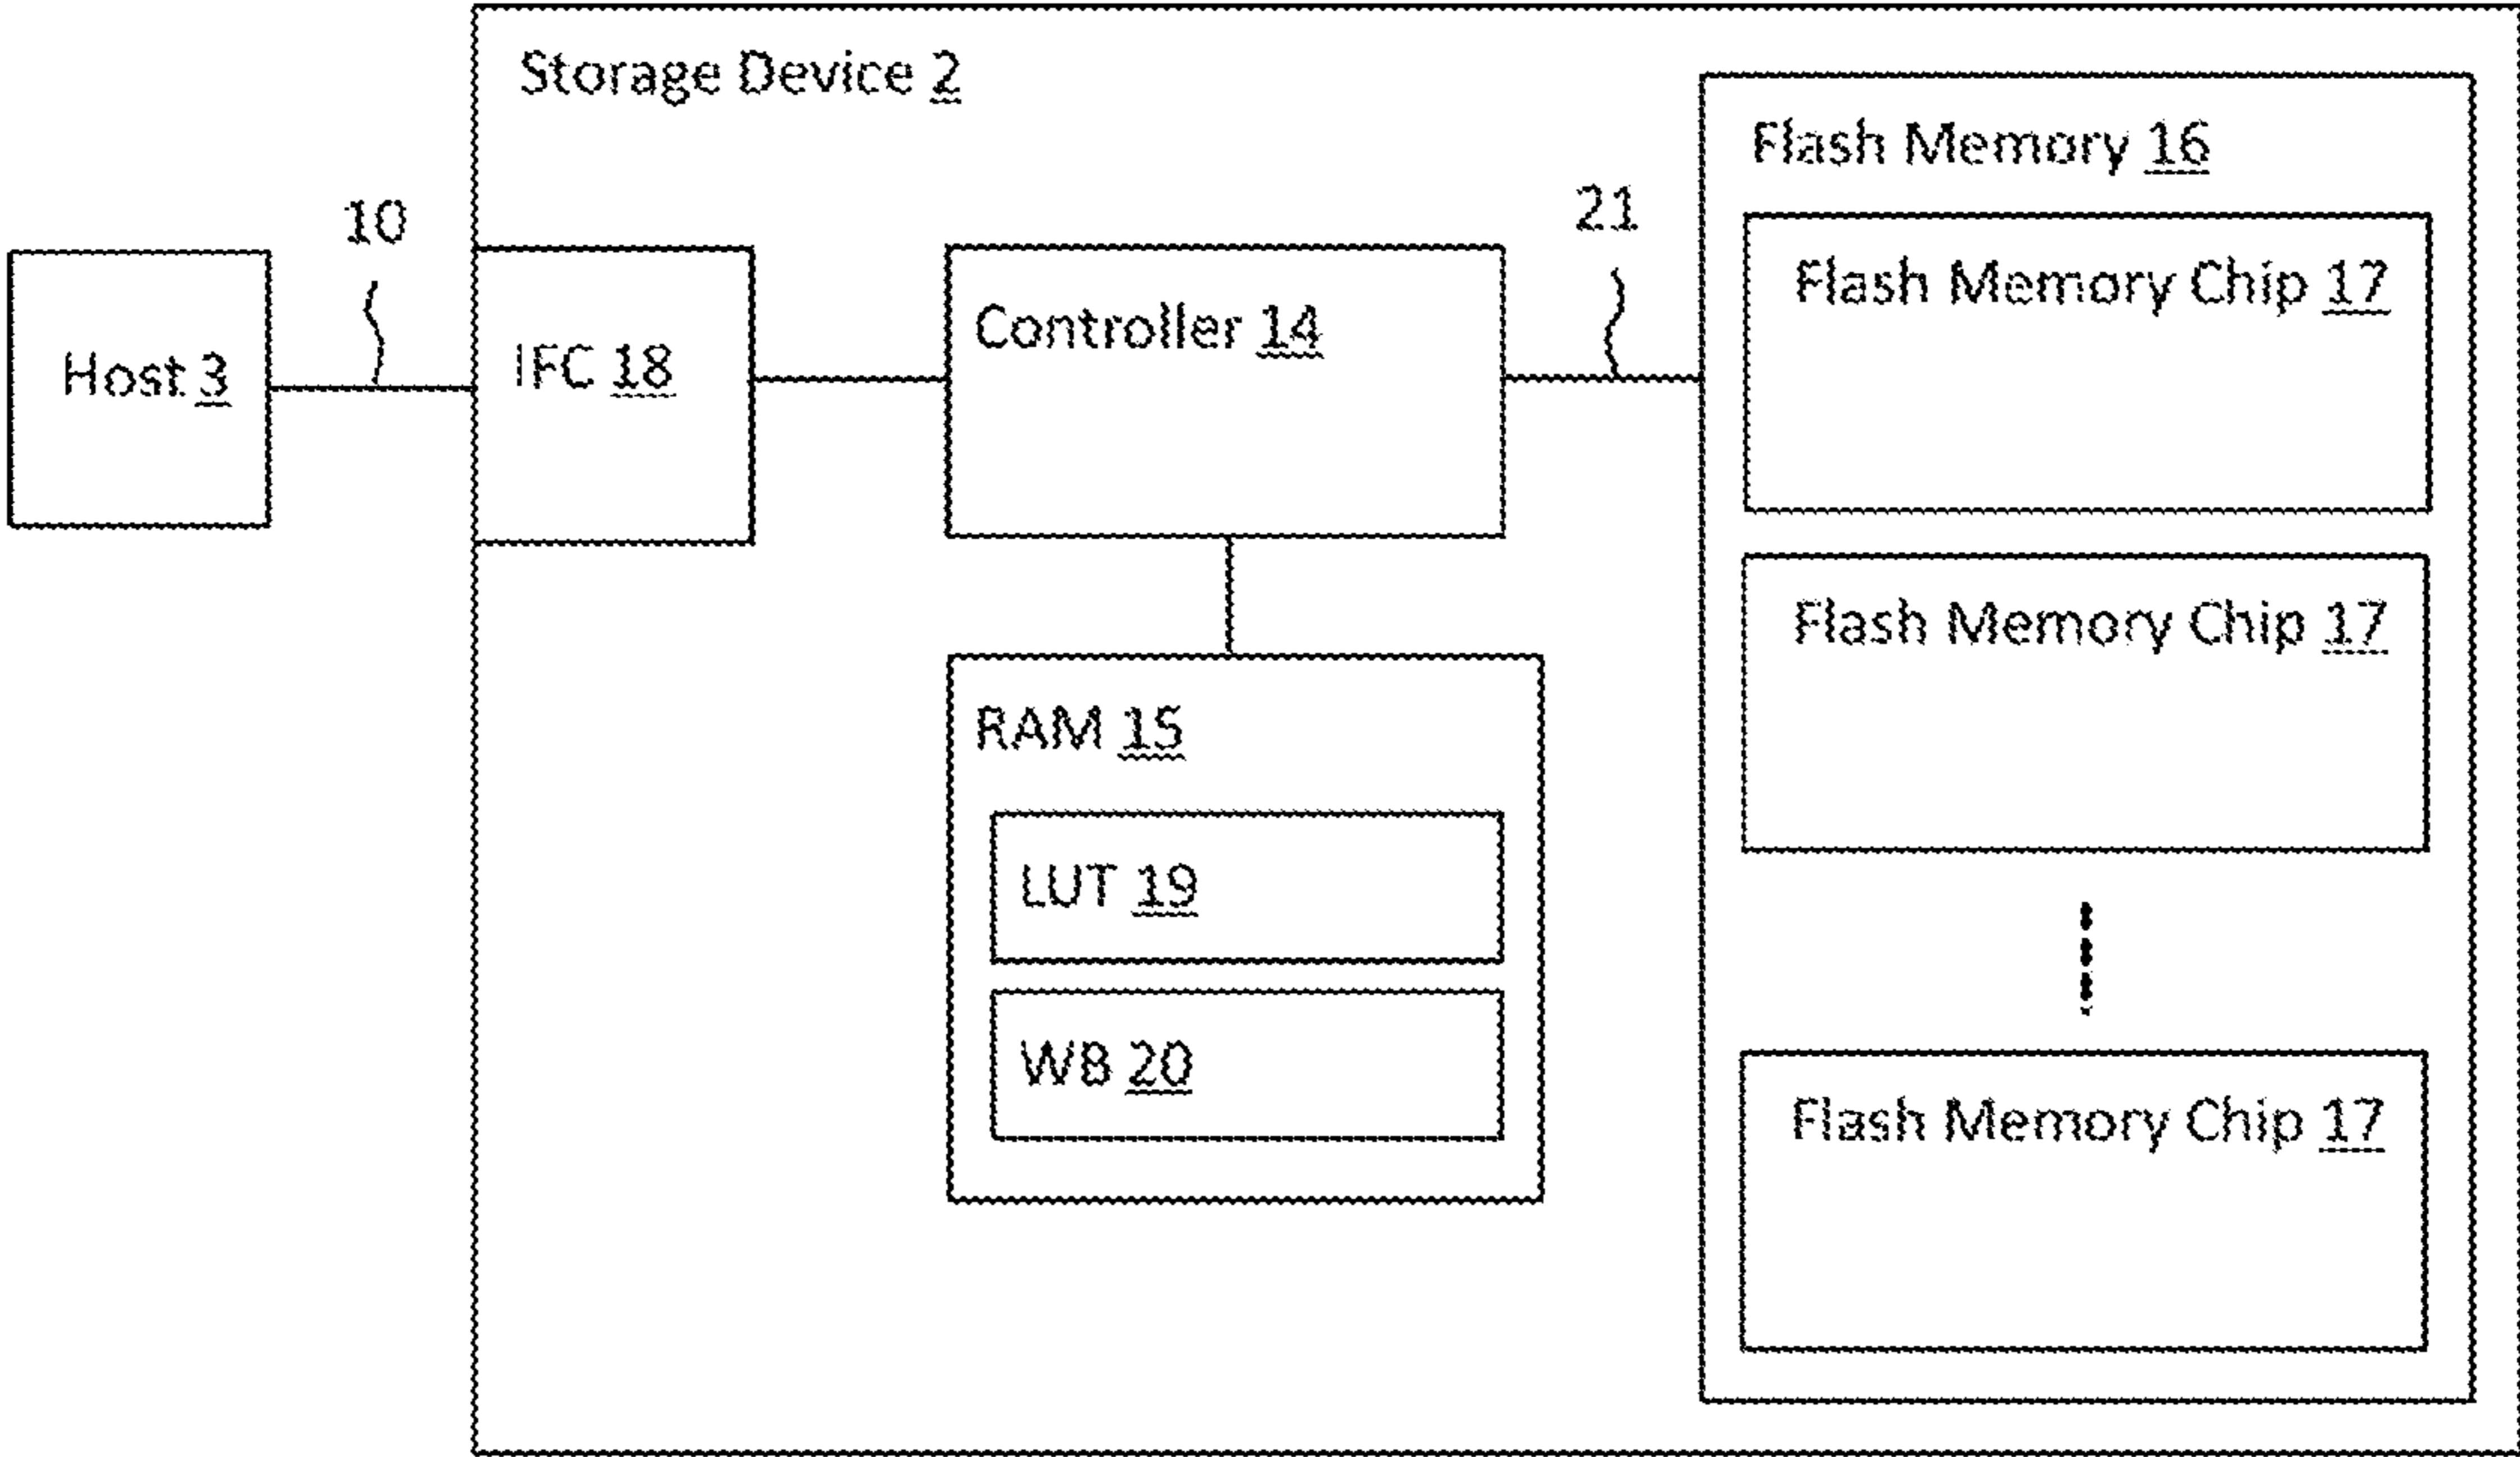 Storage Device 2
Flash Memory 16
10
21
Host 3
IFC 18
Controller 14
Flash Memory Chip 17
Flash Memory Chip 17
RAM 15
LUT 19
WB 20
Flash Memory Chip 17